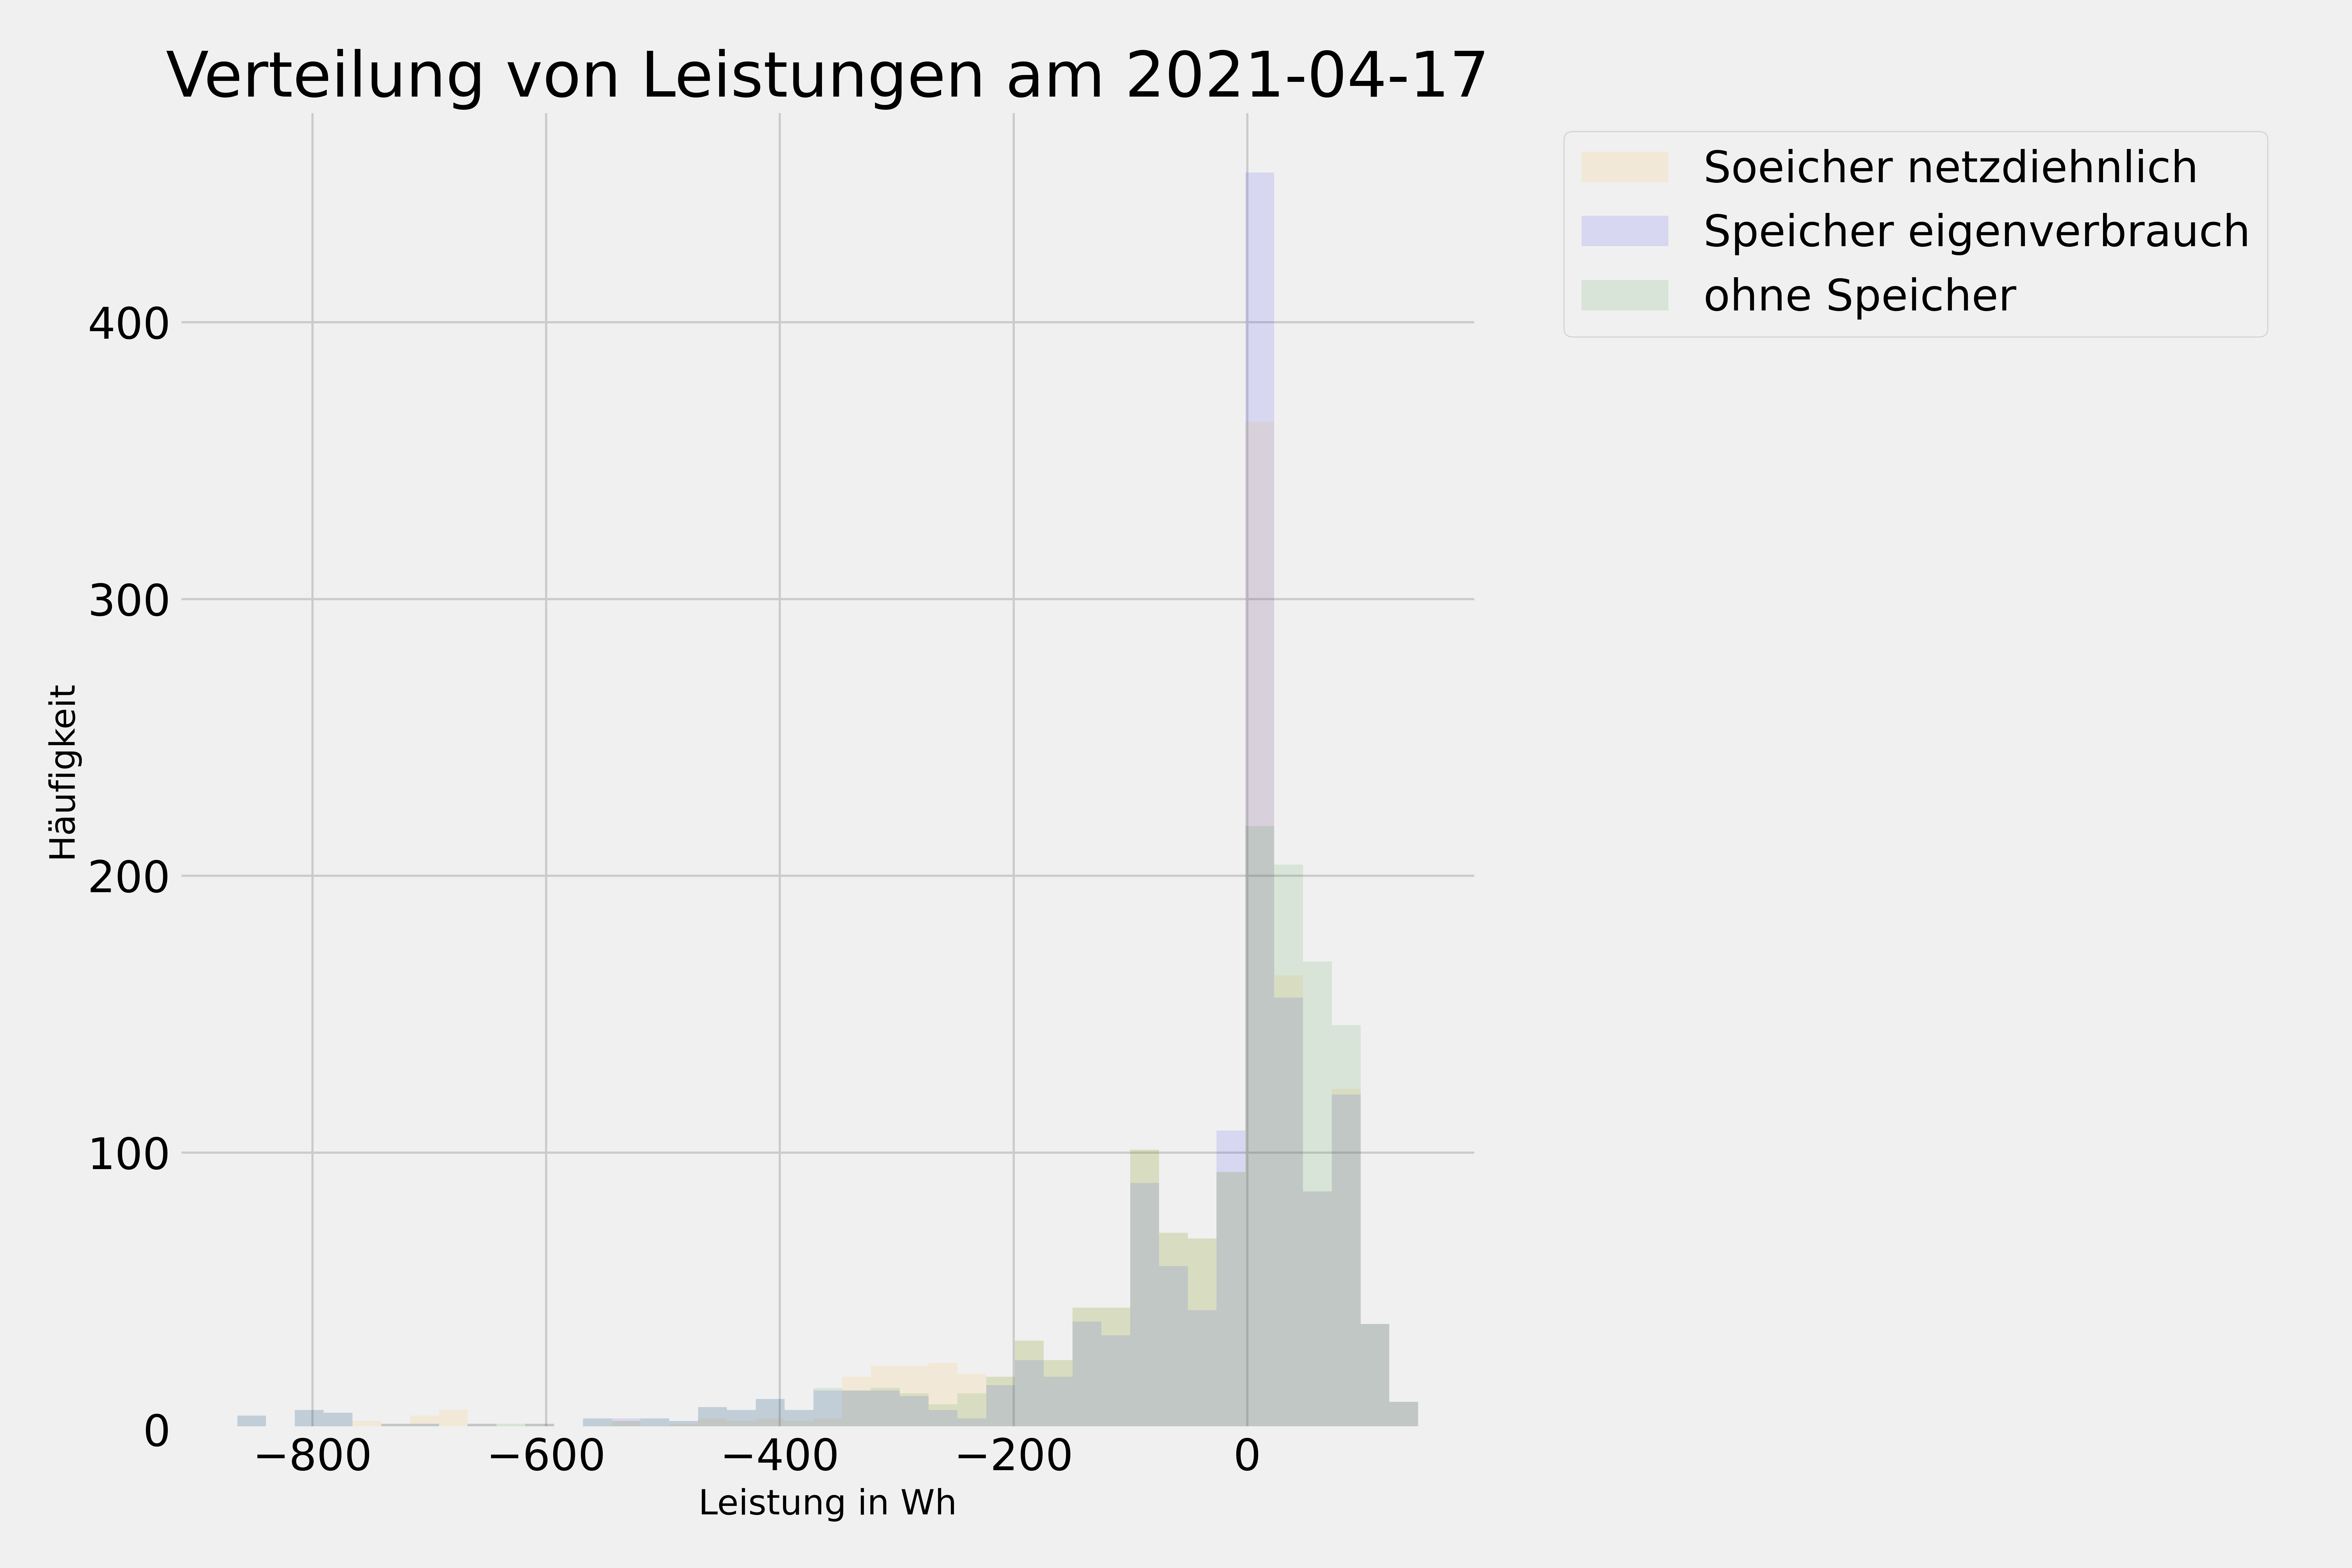 Verteilung von Leistungen am 2021-04-17
Soeicher netzdiehnlich
Speicher eigenverbrauch
ohne Speicher
400
300
200
100
0
Häufigkeit
−800 −600 −400 −200 0
Leistung in Wh